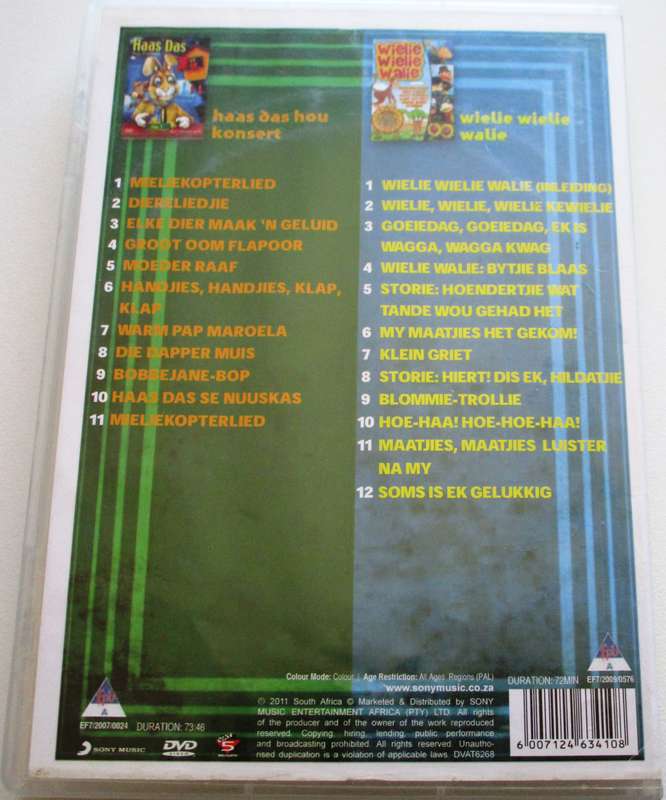 Haas Das
haas das hou
konsert
1 MIELIEKOPTERLIED
2 DIERELIEDJIE
3 ELKE DIER MAAK 'N GELUID
4 GROOT OOM FLAPOOR
5 MOEDER RAAF
6 HANDJIES, HANDJIES, KLAP,
KLAP
7 WARM PAP MAROELA
8 DIE DAPPER MUIS
9 BOBBEJANE-BOP
10 HAAS DAS SE NUUSKAS
11 MIELIEKOPTERLIED
wielie
wielie
walie
wielie wielie
walie
1 WIELIE WIELIE WALIE (INLEIDING)
2 WIELIE, WIELIE, WIELIE KEWIELIE
3 GOEIEDAG, GOEIEDAG, EK IS
WAGGA, WAGGA KWAG
4 WIELIE WALIE: BYTJIE BLAAS
5 STORIE: HOENDERTJIE WAT
TANDE WOU GEHAD HET
6 MY MAATJIES HET GEKOM!
7 KLEIN GRIET
8 STORIE: HIERT! DIS EK, HILDATJIE
9 BLOMMIE-TROLLIE
10 HOE-HAA! HOE-HOE-HAA!
11 MAATJIES, MAATJIES LUISTER
NA MY
12 SOMS IS EK GELUKKIG
Colour Mode: Colour | Age Restriction: All Ages Regions (PAL)
www.sonymusic.co.za
DURATION: 72MIN
A
EF7/2009/0576
A
EF7/2007/0024
DURATION: 73:46
SONY MUSIC
DVD
VIDEO
5
℗ 2011 South Africa © Marketed & Distributed by SONY
MUSIC ENTERTAINMENT AFRICA (PTY) LTD. All rights
of the producer and of the owner of the work reproduced
reserved. Copying, hiring, lending, public performance
and broadcasting prohibited. All rights reserved. Unautho-
rised duplication is a violation of applicable laws. DVAT6268
6 007124 634108